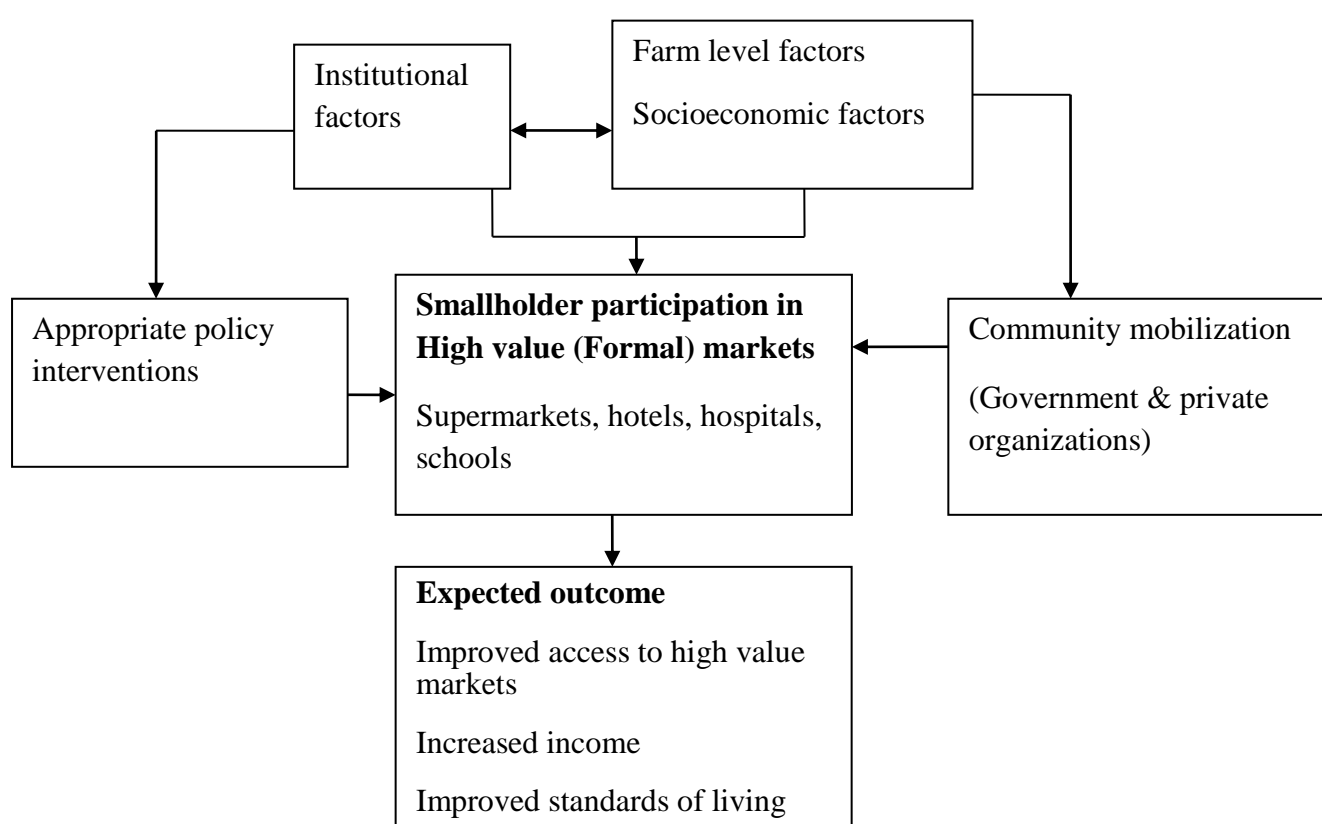 Institutional
factors
Farm level factors
Socioeconomic factors
Appropriate policy
interventions
Smallholder participation in
High value (Formal) markets
Supermarkets, hotels, hospitals,
schools
Community mobilization
(Government & private
organizations)
Expected outcome
Improved access to high value
markets
Increased income
Improved standards of living